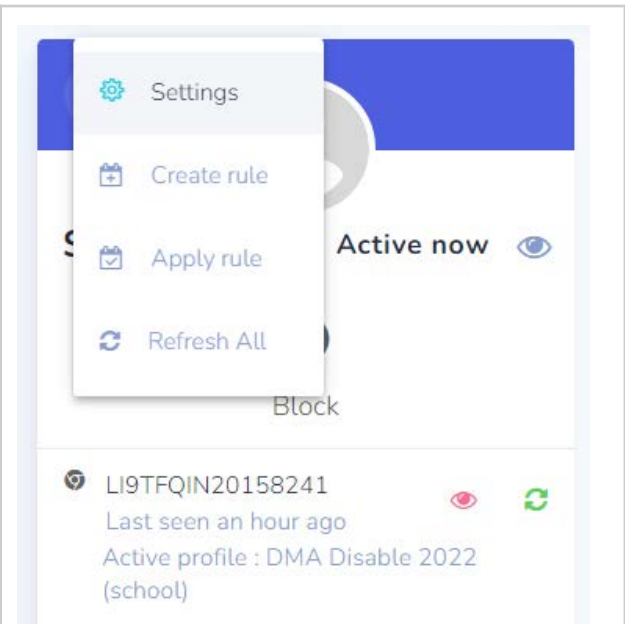 Settings
Create rule
Apply rule
Active now
Refresh All
Block
LI9TFQIN20158241
Last seen an hour ago
Active profile : DMA Disable 2022
(school)